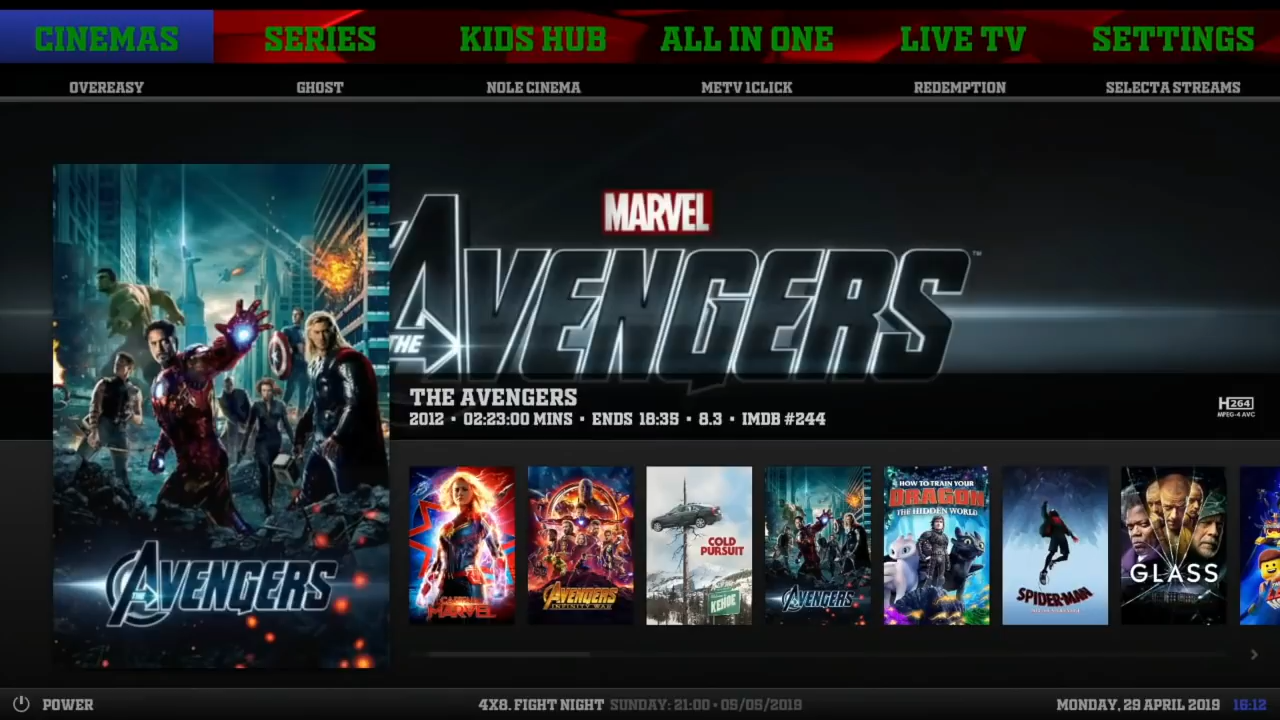 CINEMAS SERIES KIDS HUB ALL IN ONE LIVE TV SETTINGS
OVEREASY GHOST NOLE CINEMA METV 1CLICK REDEMPTION SELECTA STREAMS
MARVEL
THE AVENGERS™
THE AVENGERS
2012 • 02:23:00 MINS • ENDS 18:35 • 8.3 • IMDB #244
H264
MPEG-4 AVC
AVENGERS
CAPTAIN
MARVEL
AVENGERS
INFINITY WAR
COLD
PURSUIT
KEHOE
AVENGERS
HOW TO TRAIN YOUR
DRAGON
THE HIDDEN WORLD
SPIDER-MAN
GLASS
POWER 4X8. FIGHT NIGHT SUNDAY: 21:00 • 05/05/2019 MONDAY, 29 APRIL 2019 16:12